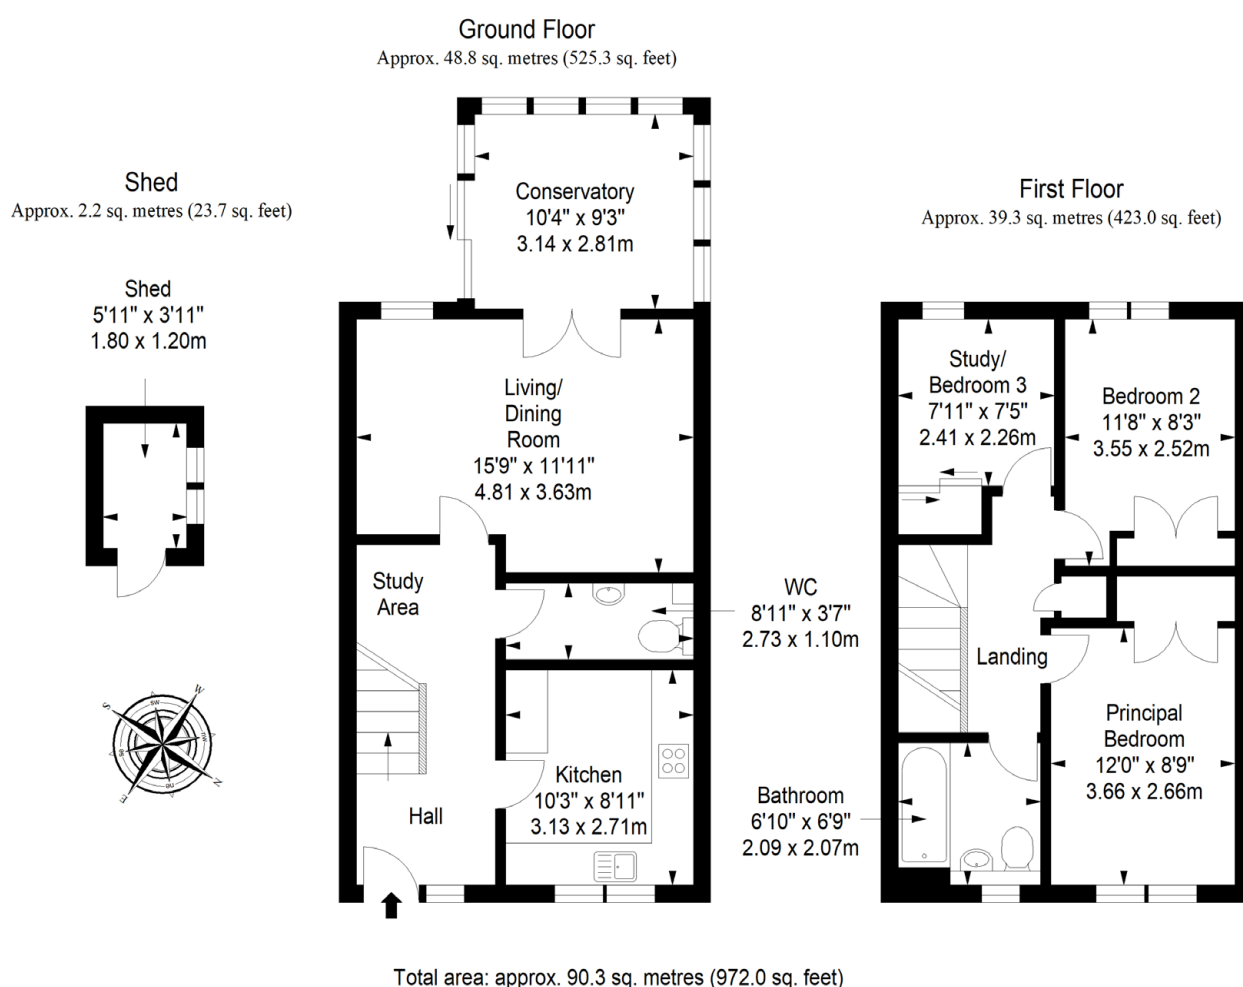 Ground Floor
Approx. 48.8 sq. metres (525.3 sq. feet)
Shed
Approx. 2.2 sq. metres (23.7 sq. feet)
Shed
5'11" x 3'11"
1.80 x 1.20m
Conservatory
10'4" x 9'3"
3.14 x 2.81m
Living/
Dining
Room
15'9" x 11'11"
4.81 x 3.63m
Study
Area
WC
8'11" x 3'7"
2.73 x 1.10m
Kitchen
10'3" x 8'11"
3.13 x 2.71m
Hall
First Floor
Approx. 39.3 sq. metres (423.0 sq. feet)
Study/
Bedroom 3
7'11" x 7'5"
2.41 x 2.26m
Bedroom 2
11'8" x 8'3"
3.55 x 2.52m
Landing
Principal
Bedroom
12'0" x 8'9"
3.66 x 2.66m
Bathroom
6'10" x 6'9"
2.09 x 2.07m
S
W
N
E
sw
nw
ne
se
Total area: approx. 90.3 sq. metres (972.0 sq. feet)